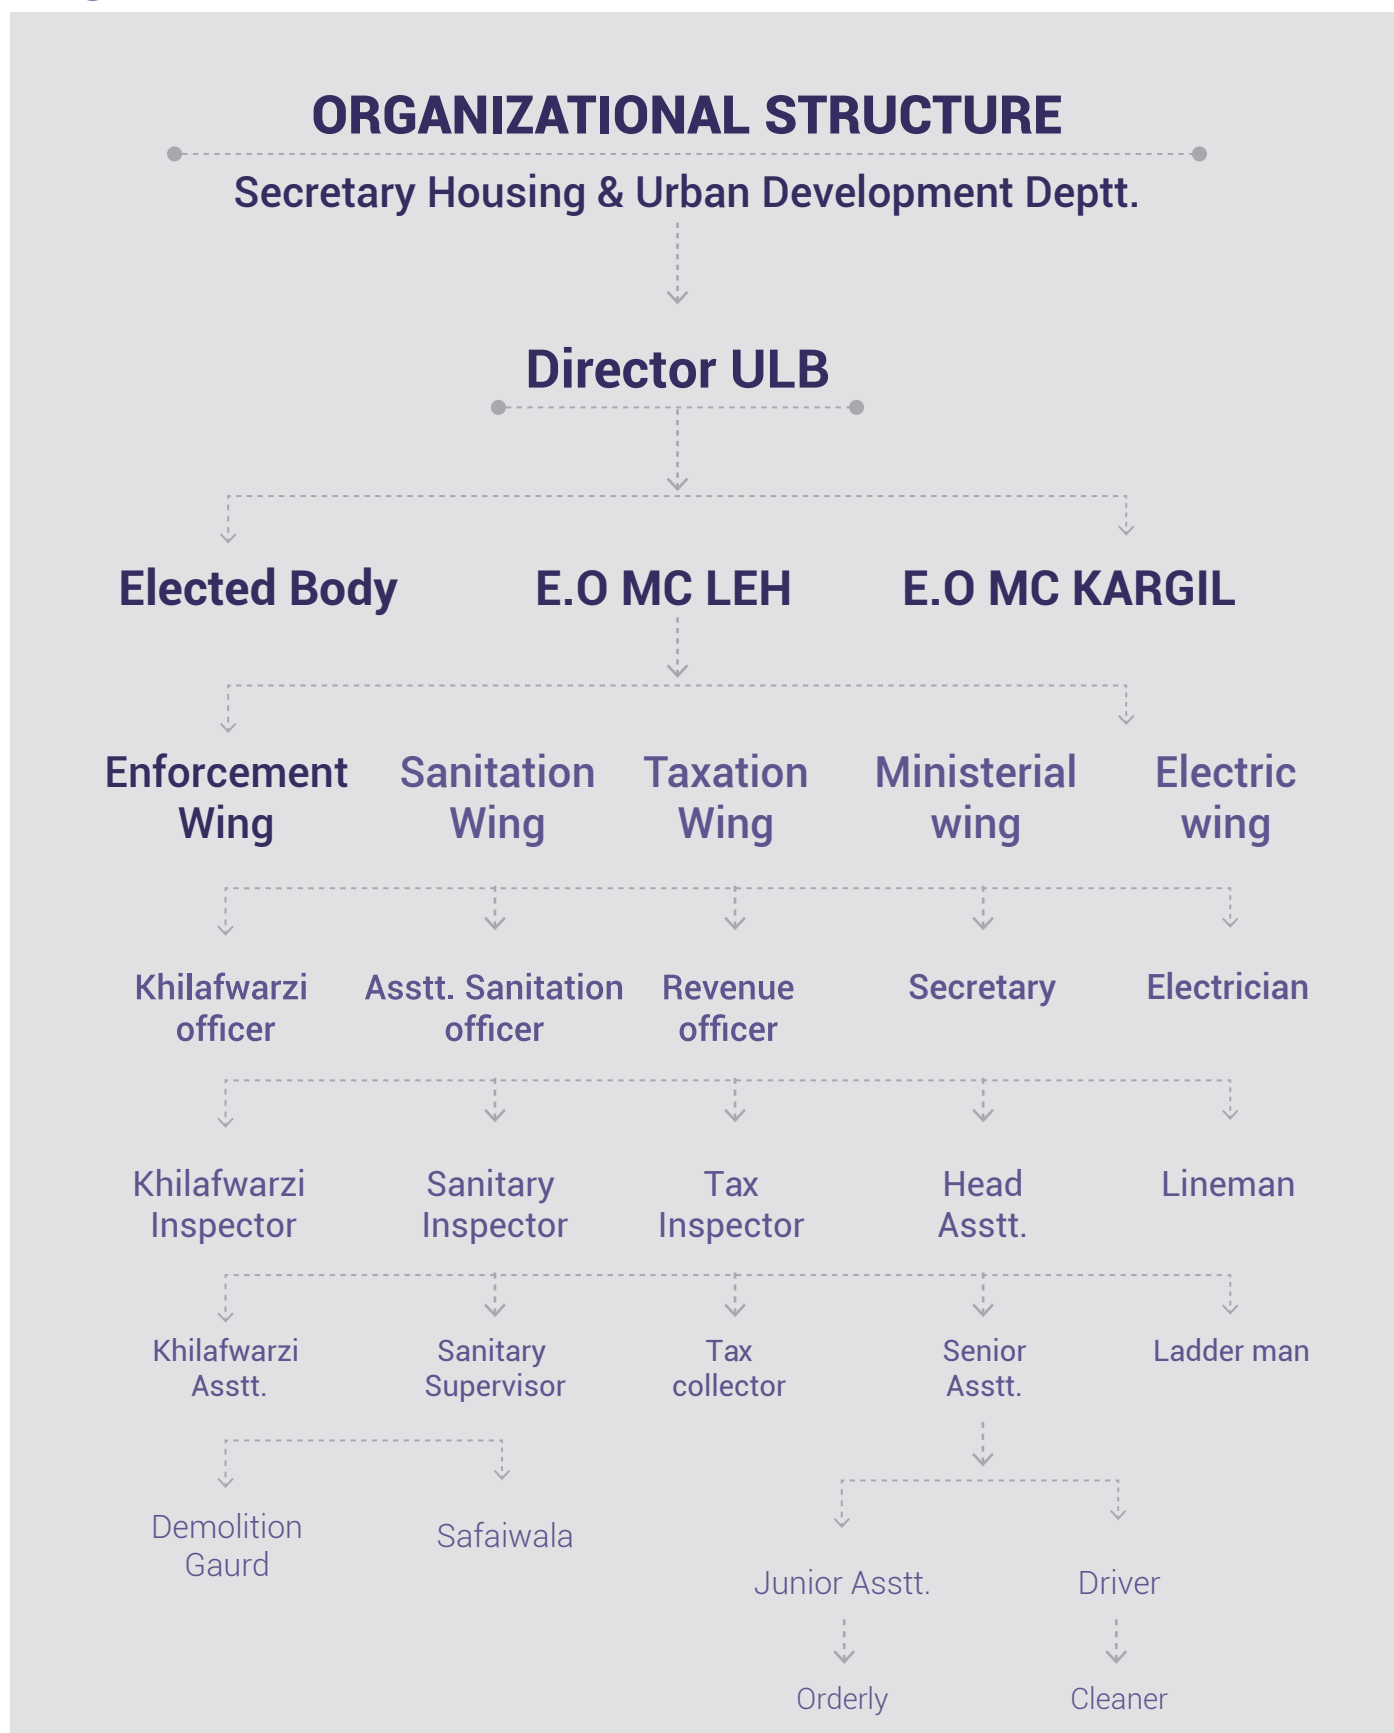 ORGANIZATIONAL STRUCTURE
Secretary Housing & Urban Development Deptt.
Director ULB
Elected Body
E.O MC LEH
E.O MC KARGIL
Enforcement
Wing
Sanitation
Wing
Taxation
Wing
Ministerial
wing
Electric
wing
Khilafwarzi
officer
Asstt. Sanitation
officer
Revenue
officer
Secretary
Electrician
Khilafwarzi
Inspector
Sanitary
Inspector
Tax
Inspector
Head
Asstt.
Lineman
Khilafwarzi
Asstt.
Sanitary
Supervisor
Tax
collector
Senior
Asstt.
Ladder man
Demolition
Gaurd
Safaiwala
Junior Asstt.
Driver
Orderly
Cleaner